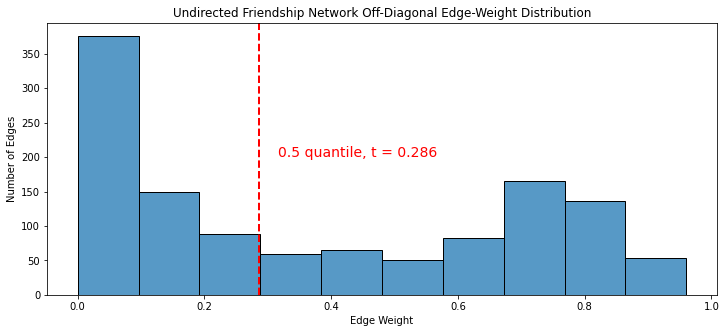 Undirected Friendship Network Off-Diagonal Edge-Weight Distribution
350
300
250
200
150
100
50
0
Number of Edges
0.5 quantile, t = 0.286
0.0 0.2 0.4 0.6 0.8 1.0
Edge Weight